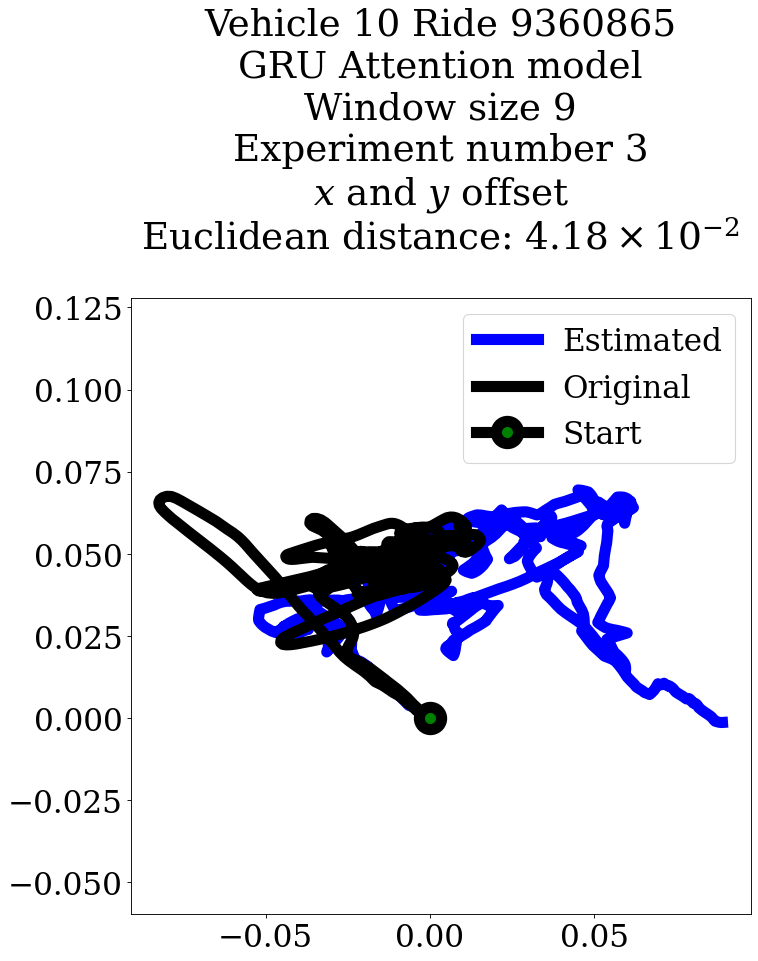 Vehicle 10 Ride 9360865
GRU Attention model
Window size 9
Experiment number 3
x and y offset
Euclidean distance: 4.18 × 10⁻²
Estimated
Original
Start
0.125
0.100
0.075
0.050
0.025
0.000
−0.025
−0.050
−0.05 0.00 0.05